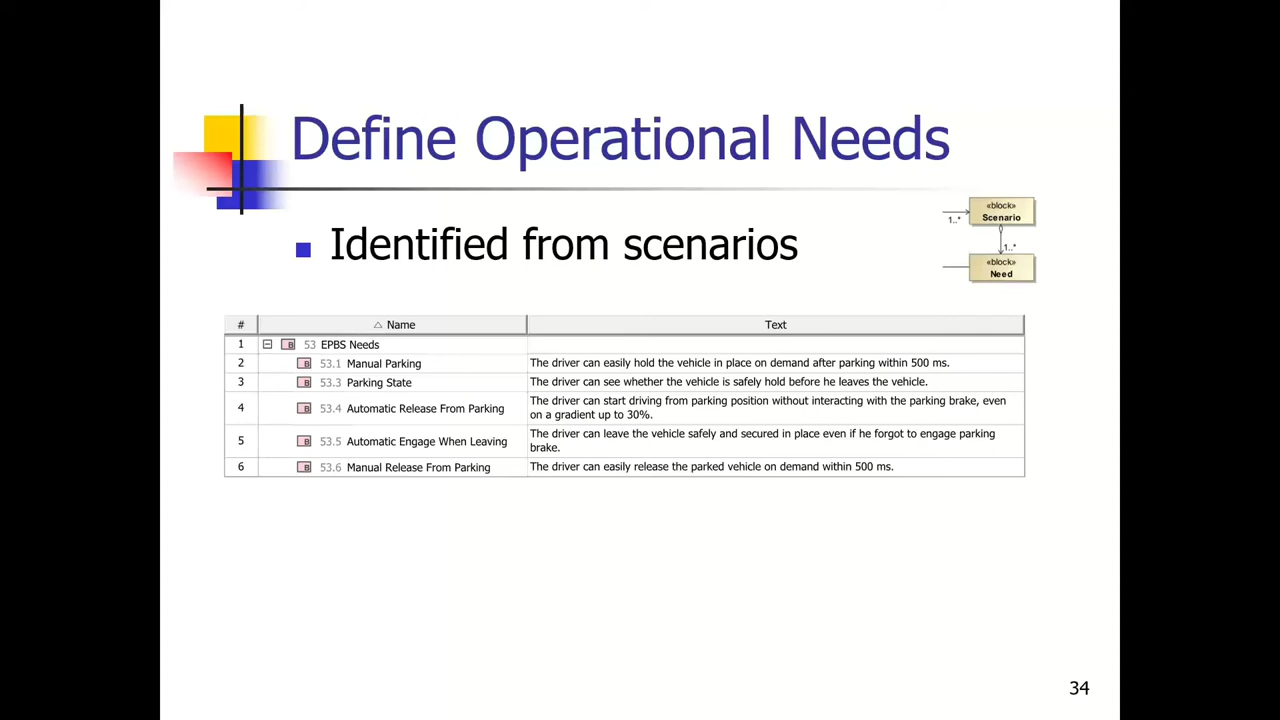 Define Operational Needs
«block»
Scenario
1..*
1..*
«block»
Need
Identified from scenarios
# Name Text
1 53 EPBS Needs
2 B 53.1 Manual Parking The driver can easily hold the vehicle in place on demand after parking within 500 ms.
3 B 53.3 Parking State The driver can see whether the vehicle is safely hold before he leaves the vehicle.
4 B 53.4 Automatic Release From Parking The driver can start driving from parking position without interacting with the parking brake, even
on a gradient up to 30%.
5 B 53.5 Automatic Engage When Leaving The driver can leave the vehicle safely and secured in place even if he forgot to engage parking
brake.
6 B 53.6 Manual Release From Parking The driver can easily release the parked vehicle on demand within 500 ms.
34